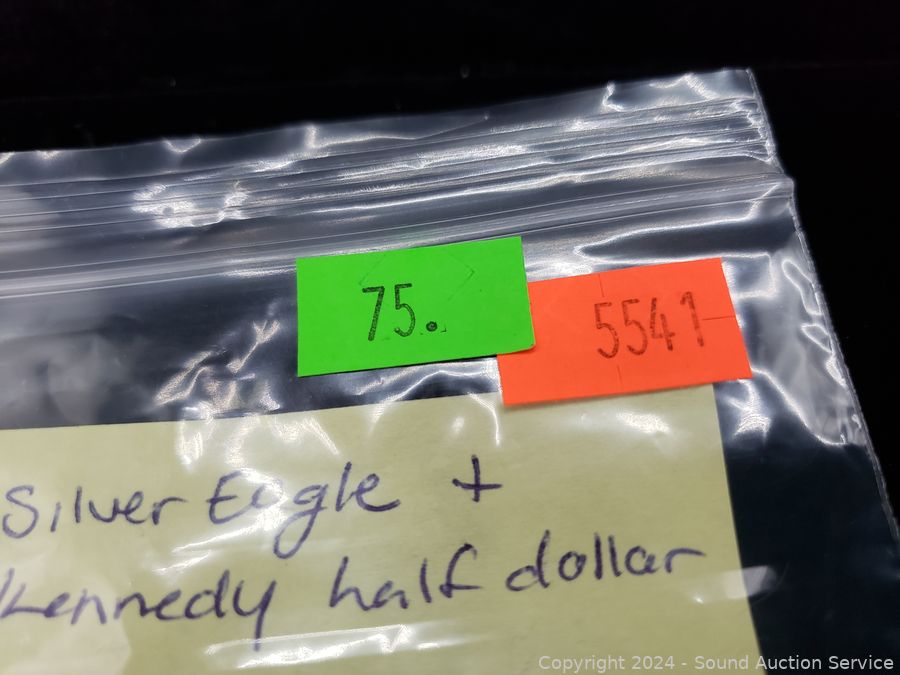 75.
5541
Silver Eagle +
Kennedy half dollar
Copyright © 2024 - Sound Auction Service